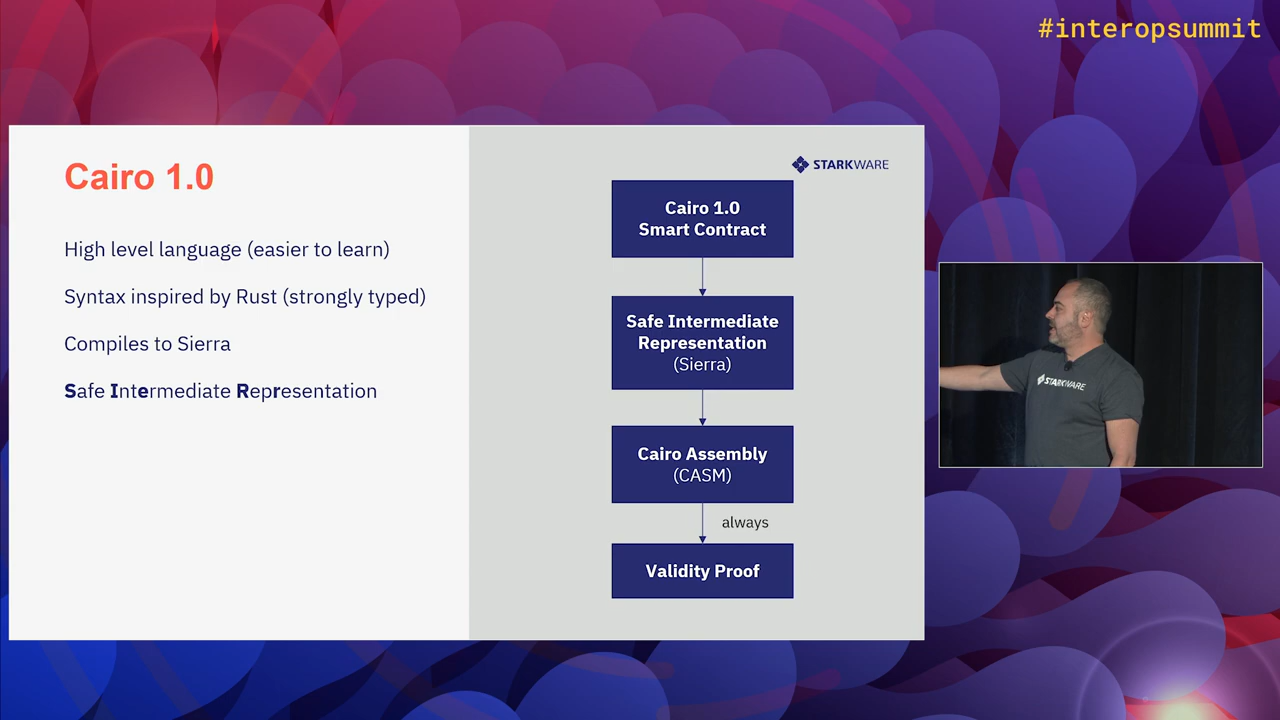 #interopsummit
Cairo 1.0
High level language (easier to learn)
Syntax inspired by Rust (strongly typed)
Compiles to Sierra
Safe Intermediate Representation
STARKWARE
Cairo 1.0
Smart Contract
Safe Intermediate
Representation
(Sierra)
Cairo Assembly
(CASM)
always
Validity Proof
STARKWARE